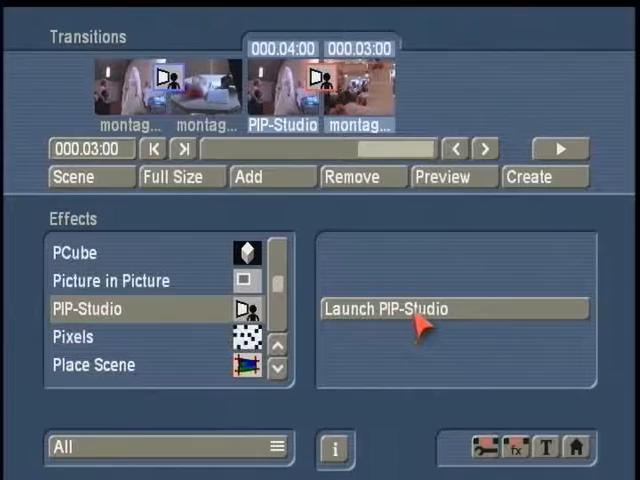 Transitions
000.04:00 000.03:00
montag... montag... PIP-Studio montag...
000.03:00
Scene Full Size Add Remove Preview Create
Effects
PCube
Picture in Picture
PIP-Studio
Launch PIP-Studio
Pixels
Place Scene
All
i
fx T